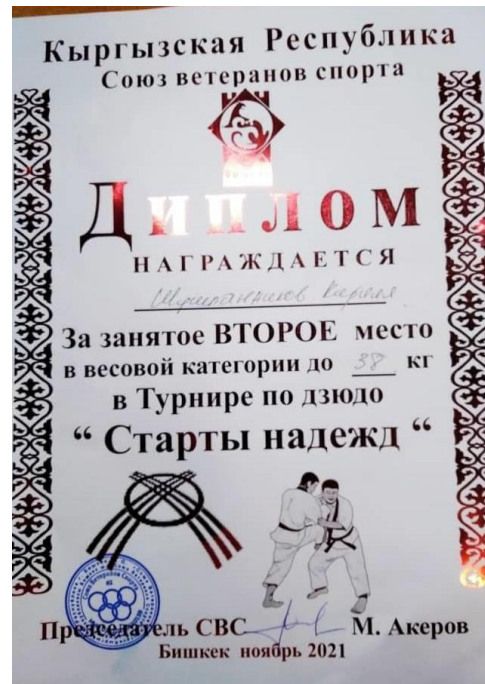 Кыргызская Республика
Союз ветеранов спорта
Диплом
НАГРАЖДАЕТСЯ
За занятое ВТОРОЕ место
в весовой категории до 38 кг
в Турнире по дзюдо
“ Старты надежд “
Председатель СВС М. Акеров
Бишкек ноябрь 2021